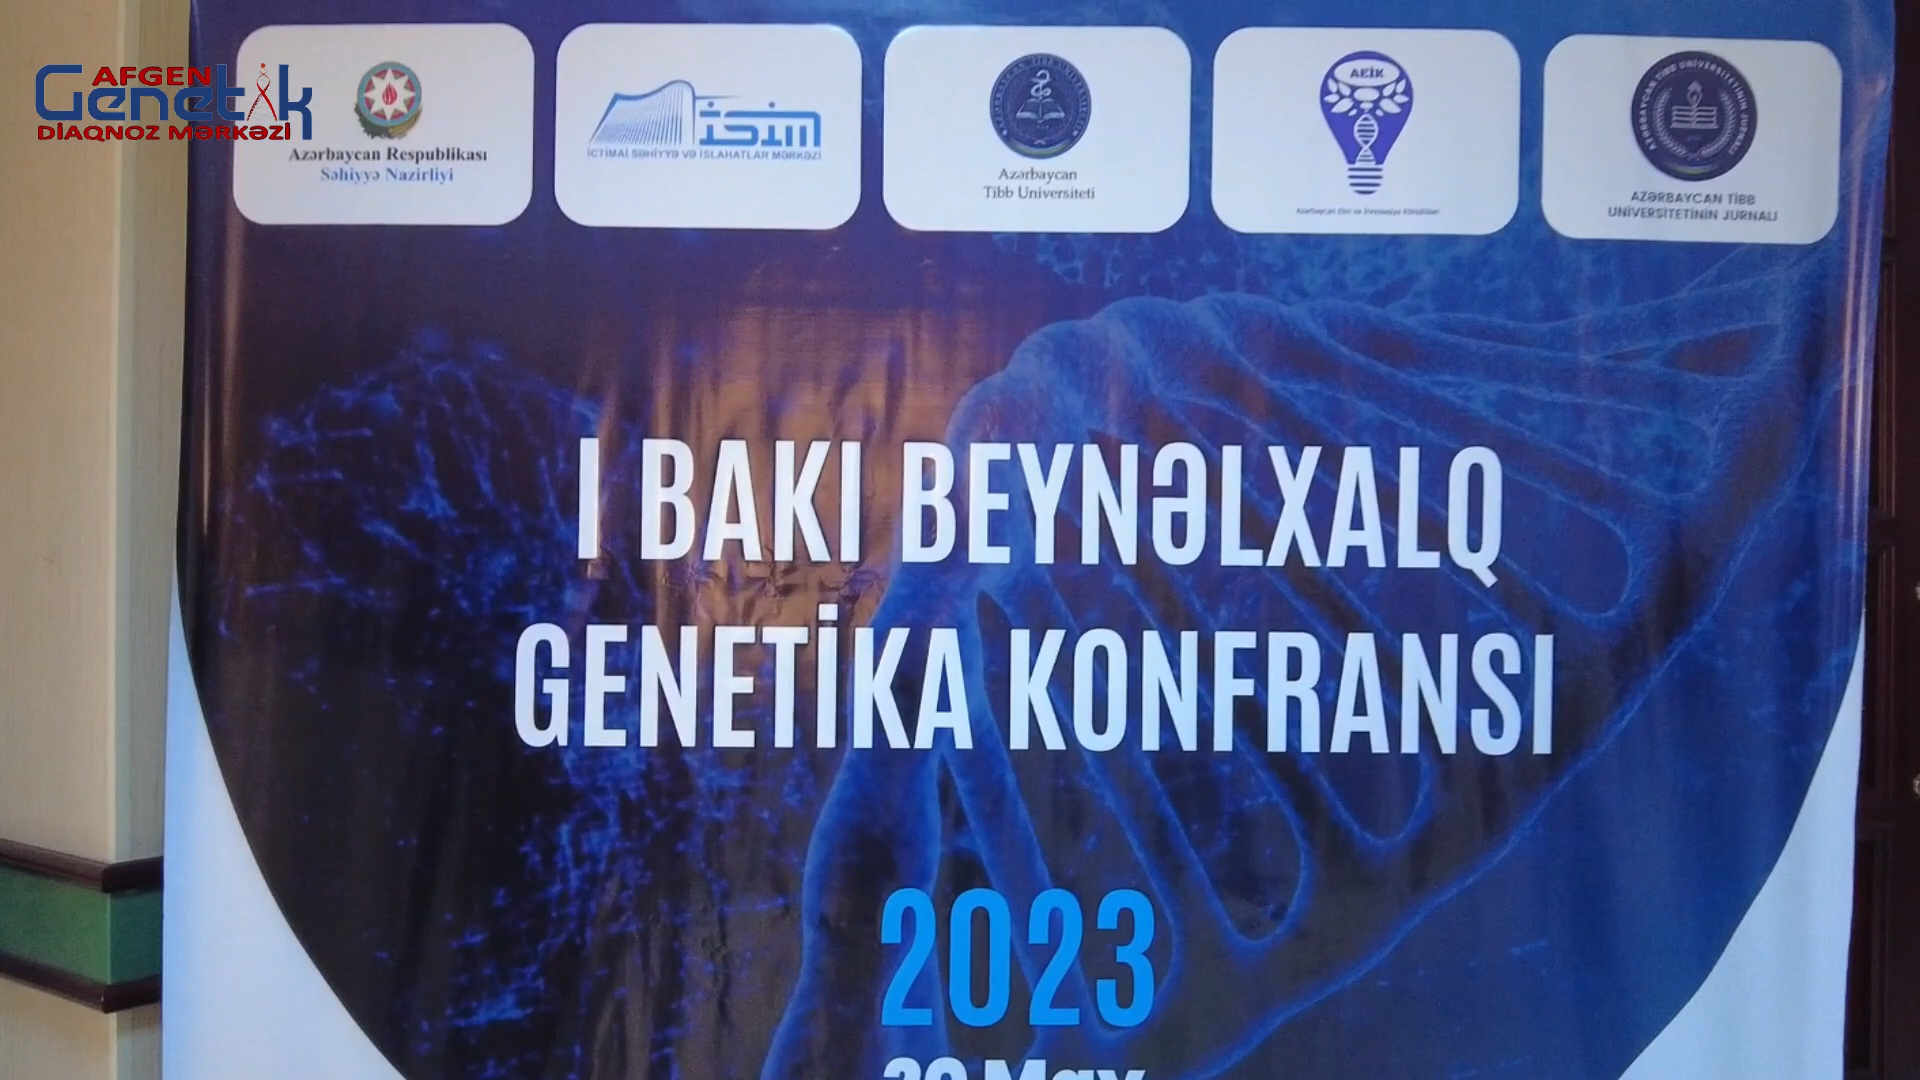 AFGEN
Genetik
DİAQNOZ MƏRKƏZİ
Azərbaycan Respublikası
Səhiyyə Nazirliyi
isim
İCTİMAİ SƏHİYYƏ VƏ İSLAHATLAR MƏRKƏZİ
Azərbaycan
Tibb Universiteti
AEİK
AZƏRBAYCAN TİBB
UNİVERSİTETİNİN JURNALI
I BAKI BEYNƏLXALQ
GENETİKA KONFRANSI
2023